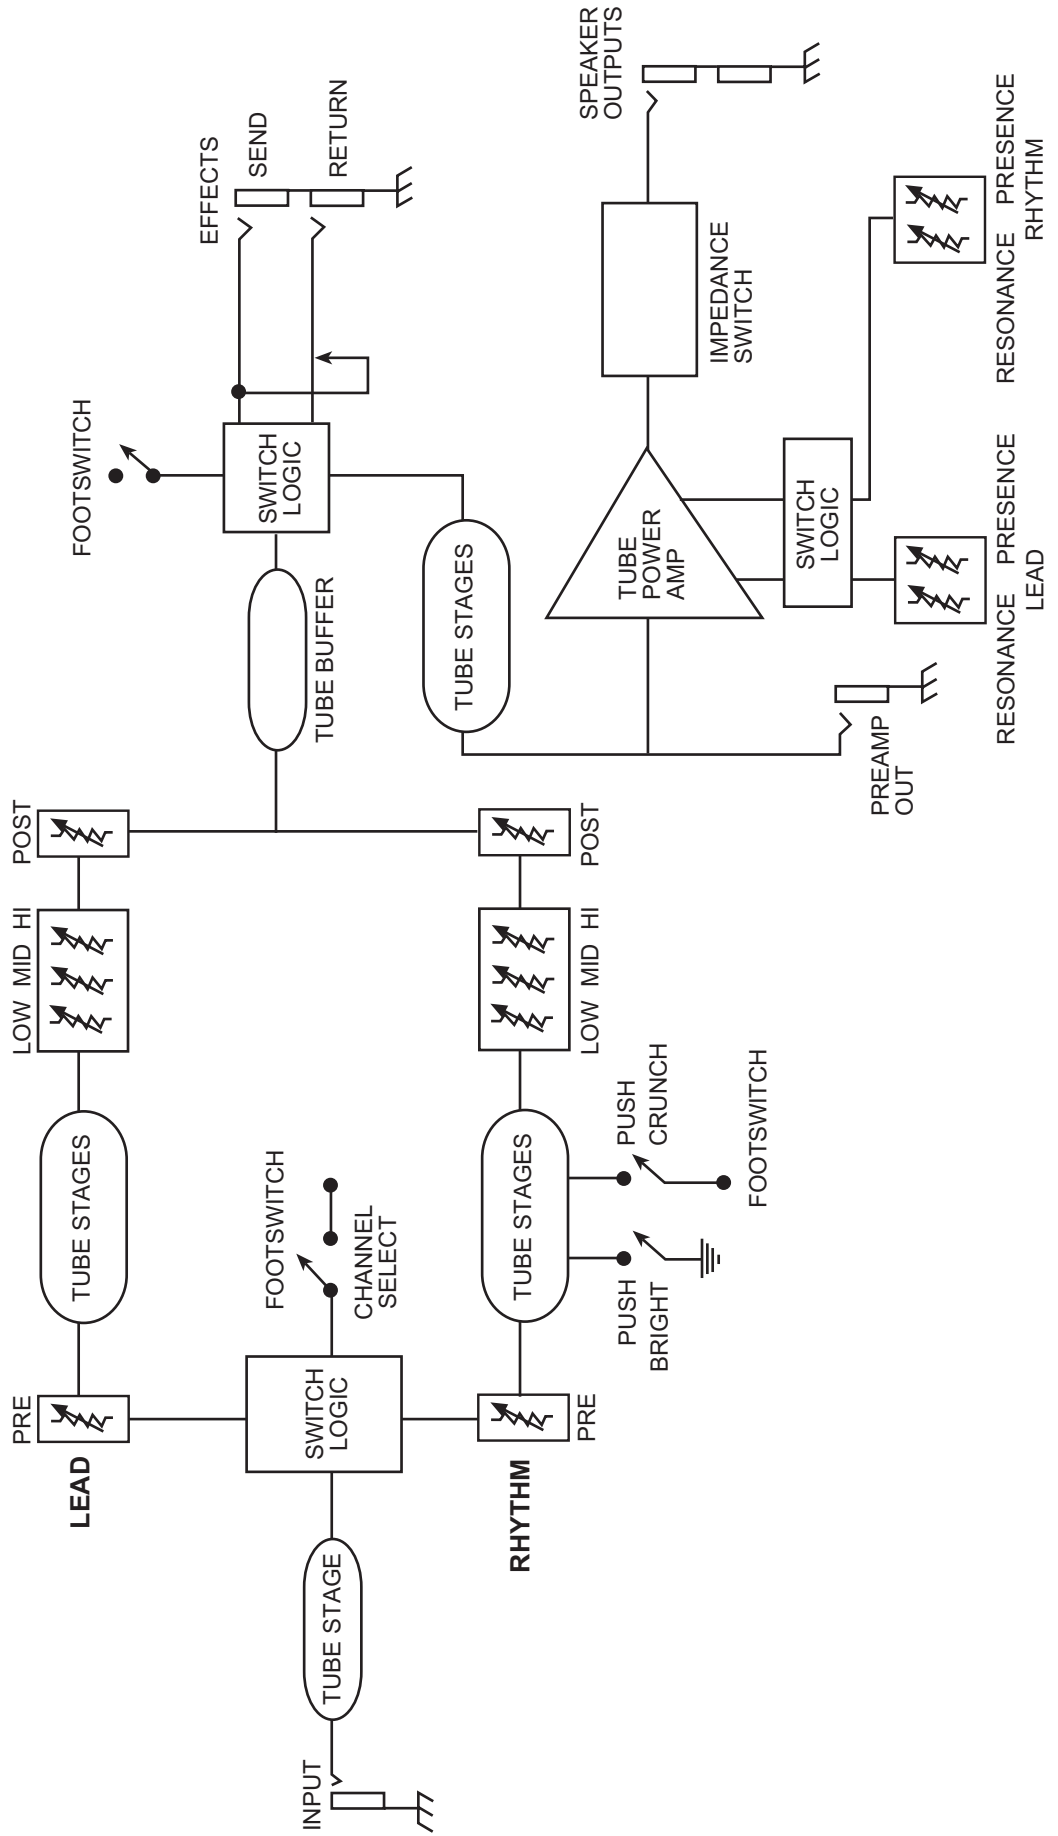 INPUT
TUBE STAGE
SWITCH
LOGIC
LEAD
PRE
TUBE STAGES
LOW MID HI
POST
FOOTSWITCH
CHANNEL
SELECT
RHYTHM
PRE
TUBE STAGES
PUSH
BRIGHT
PUSH
CRUNCH
FOOTSWITCH
LOW MID HI
POST
TUBE BUFFER
FOOTSWITCH
SWITCH
LOGIC
EFFECTS
SEND
RETURN
TUBE STAGES
PREAMP
OUT
TUBE
POWER
AMP
IMPEDANCE
SWITCH
SPEAKER
OUTPUTS
SWITCH
LOGIC
RESONANCE PRESENCE
LEAD
RESONANCE PRESENCE
RHYTHM